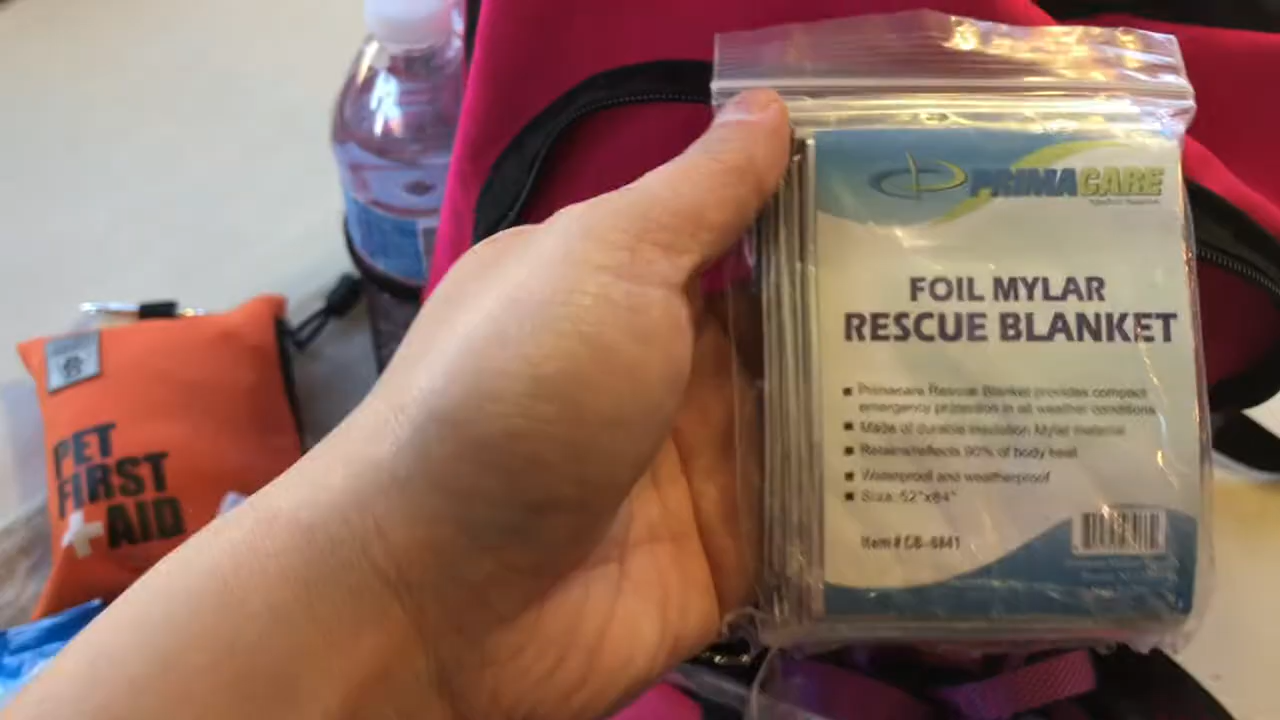 PRIMACARE
FOIL MYLAR
RESCUE BLANKET
Primacare Rescue Blanket provides compact
emergency protection in all weather conditions
Made of durable insulation Mylar material
Retains/reflects 90% of body heat
Waterproof and weatherproof
Size: 52"x84"
Item # CB-6841
PET
FIRST
AID